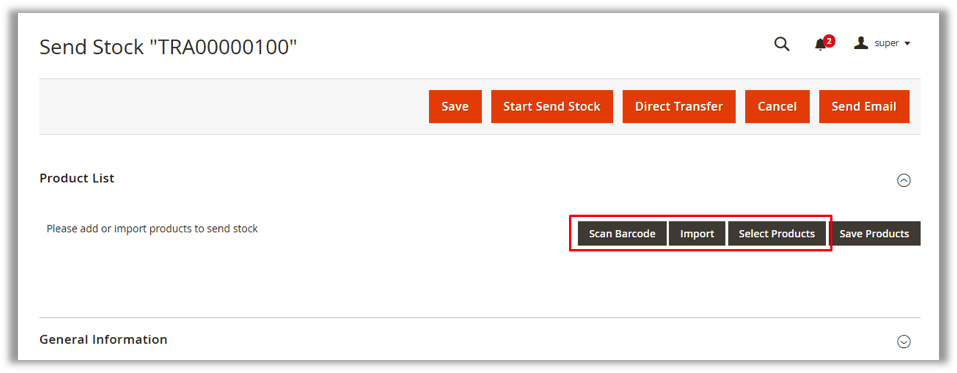 Send Stock "TRA00000100"
2
super
Save
Start Send Stock
Direct Transfer
Cancel
Send Email
Product List
Please add or import products to send stock
Scan Barcode
Import
Select Products
Save Products
General Information